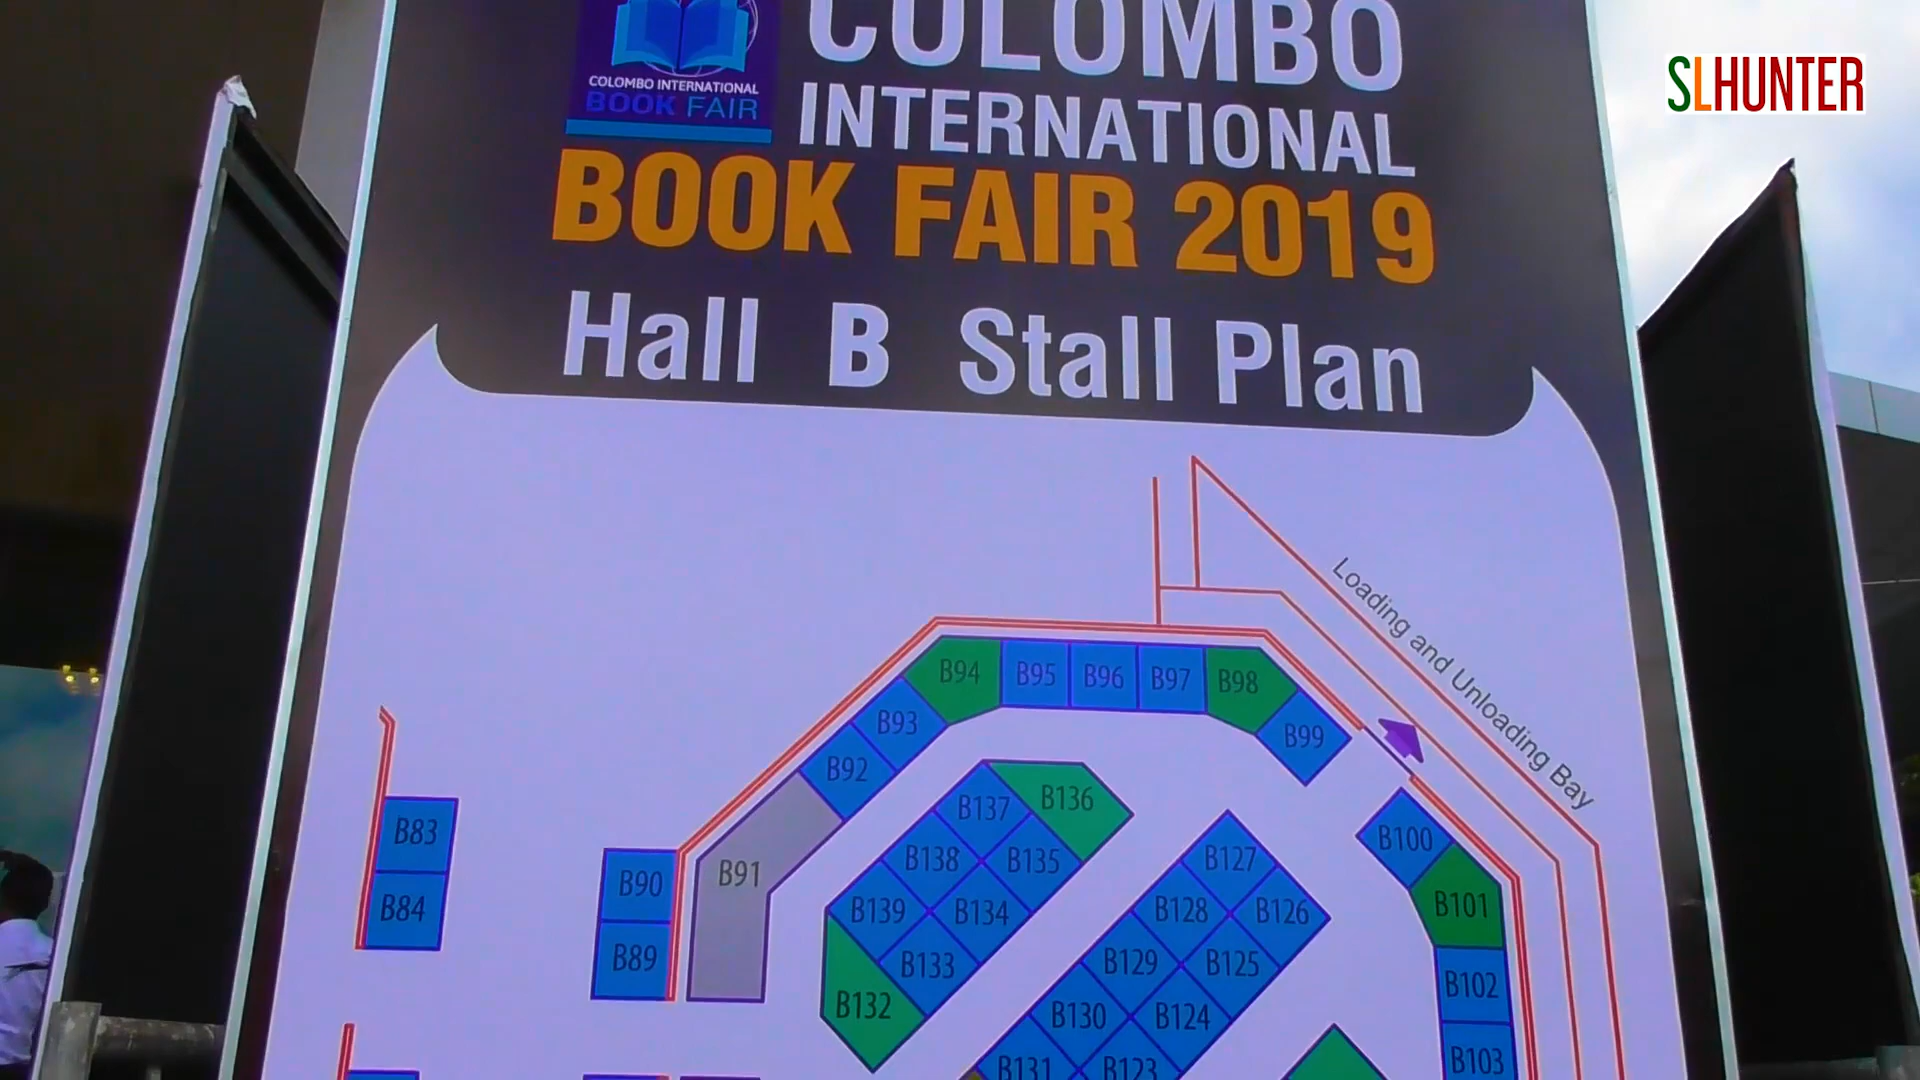 SLHUNTER
COLOMBO INTERNATIONAL
BOOK FAIR
COLOMBO
INTERNATIONAL
BOOK FAIR 2019
Hall B Stall Plan
Loading and Unloading Bay
B94
B95
B96
B97
B98
B93
B99
B92
B91
B83
B84
B90
B89
B137
B136
B138
B135
B139
B134
B133
B132
B127
B128
B126
B129
B125
B130
B124
B131
B123
B100
B101
B102
B103